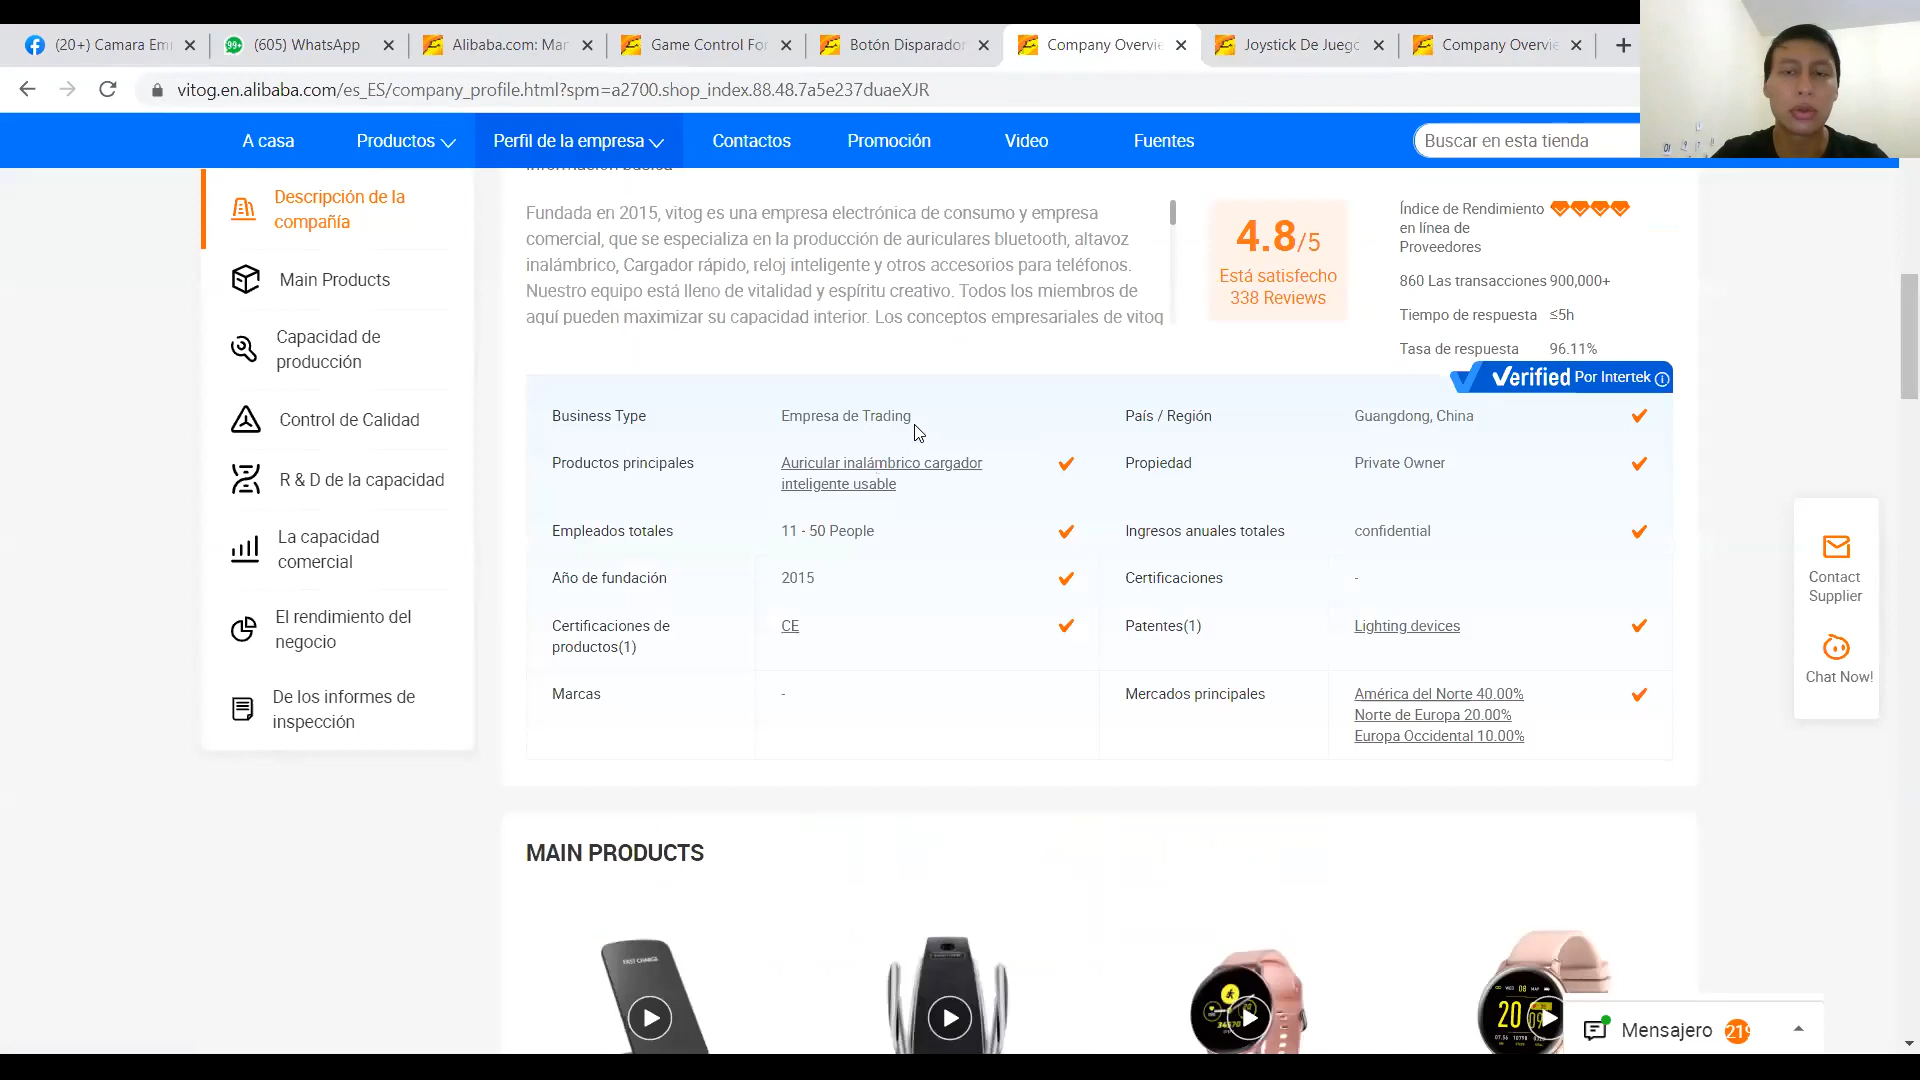 (20+) Camara Em
(605) WhatsApp
Alibaba.com: Mar
Game Control Fo
Botón Disparador
Company Overvie
Joystick De Juego
Company Overvie
vitog.en.alibaba.com/es_ES/company_profile.html?spm=a2700.shop_index.88.48.7a5e237duaeXJR
A casa
Productos
Perfil de la empresa
Contactos
Promoción
Video
Fuentes
Buscar en esta tienda
Descripción de la
compañía
Main Products
Capacidad de
producción
Control de Calidad
R & D de la capacidad
La capacidad
comercial
El rendimiento del
negocio
De los informes de
inspección
Información básica
Fundada en 2015, vitog es una empresa electrónica de consumo y empresa
comercial, que se especializa en la producción de auriculares bluetooth, altavoz
inalámbrico, Cargador rápido, reloj inteligente y otros accesorios para teléfonos.
Nuestro equipo está lleno de vitalidad y espíritu creativo. Todos los miembros de
aquí pueden maximizar su capacidad interior. Los conceptos empresariales de vitog
4.8/5
Está satisfecho
338 Reviews
Índice de Rendimiento
en línea de
Proveedores
860 Las transacciones 900,000+
Tiempo de respuesta ≤5h
Tasa de respuesta 96.11%
Verified Por Intertek
Business Type Empresa de Trading País / Región Guangdong, China
Productos principales Auricular inalámbrico cargador Propiedad Private Owner
inteligente usable
Empleados totales 11 - 50 People Ingresos anuales totales confidential
Año de fundación 2015 Certificaciones -
Certificaciones de CE Patentes(1) Lighting devices
productos(1)
Marcas - Mercados principales América del Norte 40.00%
Norte de Europa 20.00%
Europa Occidental 10.00%
Contact
Supplier
Chat Now!
MAIN PRODUCTS
FAST CHARGE
Mensajero